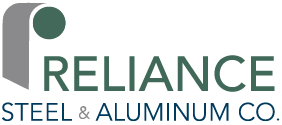 RELIANCE
STEEL & ALUMINUM CO.